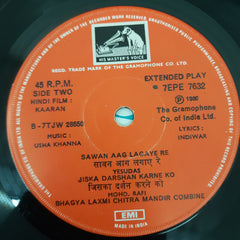 HIS MASTER'S VOICE
REGD. TRADE MARK OF THE GRAMOPHONE CO. LTD.
45 R.P.M.
SIDE TWO
HINDI FILM :
KAARAN
B-7TJW 28650
MUSIC :
USHA KHANNA
EXTENDED PLAY
* 7EPE 7632
℗ 1980
The Gramophone
Co. of India Ltd.
LYRICS :
INDIWAR
SAWAN AAG LAGAYE RE
सावन आग लगाए रे
YESUDAS
JISKA DARSHAN KARNE KO
जिसका दर्शन करने को
MOHD. RAFI
BHAGYA LAXMI CHITRA MANDIR COMBINE
EMI